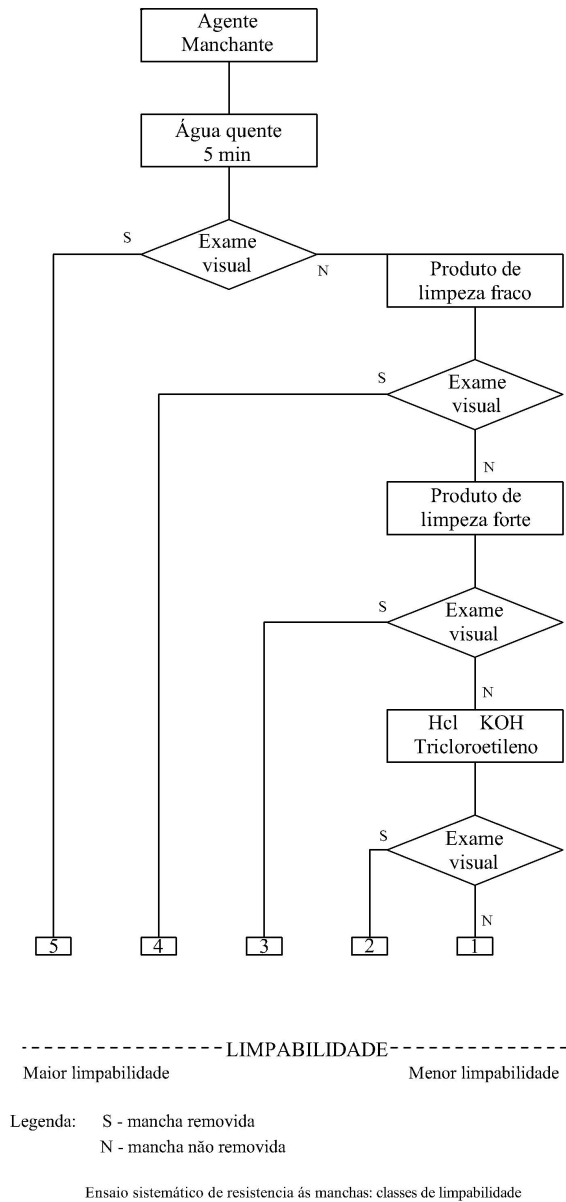 Agente
Manchante
Água quente
5 min
S
Exame
visual
N
Produto de
limpeza fraco
S
Exame
visual
N
Produto de
limpeza forte
S
Exame
visual
N
Hcl KOH
Tricloroetileno
S
Exame
visual
N
5 4 3 2 1
LIMPABILIDADE
Maior limpabilidade Menor limpabilidade
Legenda: S - mancha removida
N - mancha não removida
Ensaio sistemático de resistencia ás manchas: classes de limpabilidade